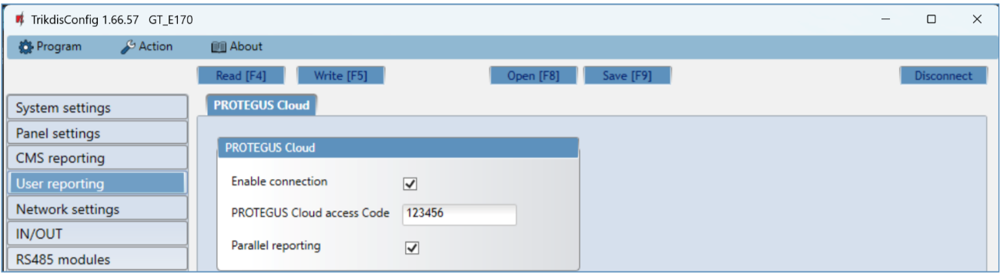 TrikdisConfig 1.66.57 GT_E170
Program Action About
Read [F4] Write [F5] Open [F8] Save [F9] Disconnect
System settings
Panel settings
CMS reporting
User reporting
Network settings
IN/OUT
RS485 modules
PROTEGUS Cloud
PROTEGUS Cloud
Enable connection
PROTEGUS Cloud access Code 123456
Parallel reporting